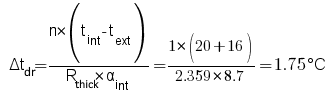 Δt_dr = (n×(t_int-t_ext))/(R_thick×α_int) = (1×(20+16))/(2.359×8.7) = 1.75°C